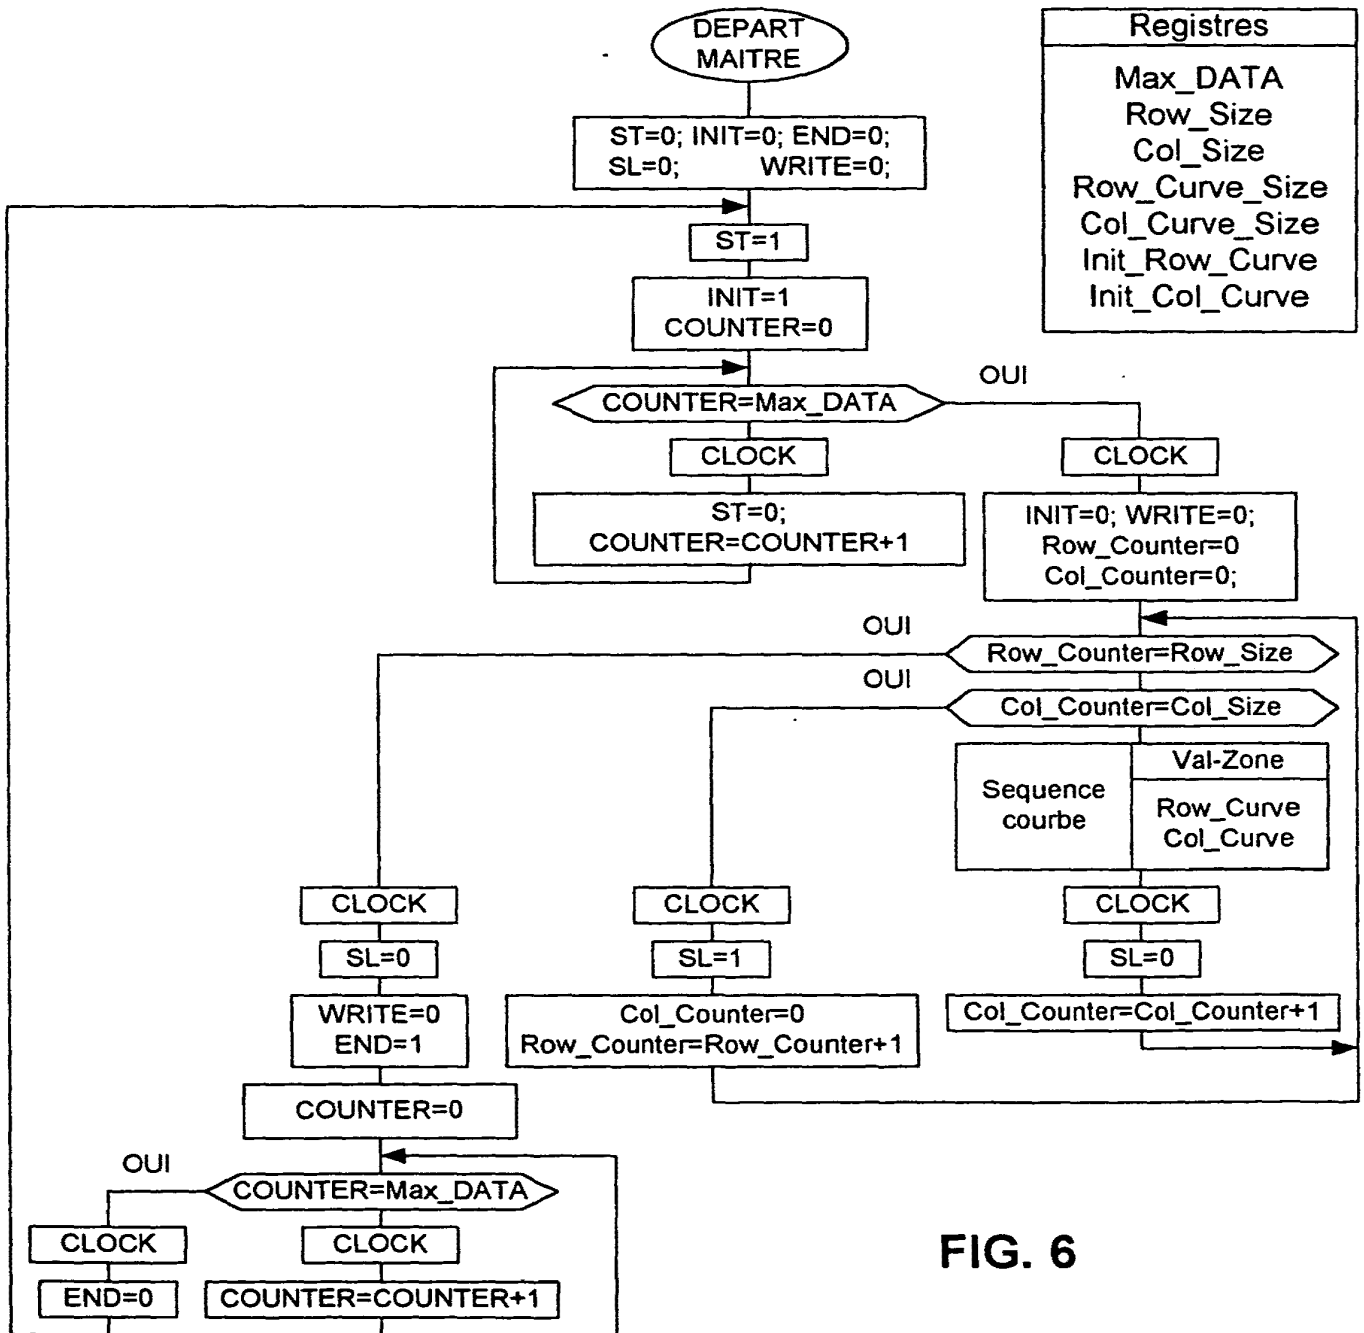 DEPART
MAITRE
Registres
Max_DATA
Row_Size
Col_Size
Row_Curve_Size
Col_Curve_Size
Init_Row_Curve
Init_Col_Curve
ST=0; INIT=0; END=0;
SL=0; WRITE=0;
ST=1
INIT=1
COUNTER=0
OUI
COUNTER=Max_DATA
CLOCK
CLOCK
ST=0;
COUNTER=COUNTER+1
INIT=0; WRITE=0;
Row_Counter=0
Col_Counter=0;
OUI
Row_Counter=Row_Size
OUI
Col_Counter=Col_Size
Sequence
courbe
Val-Zone
Row_Curve
Col_Curve
CLOCK
CLOCK
CLOCK
SL=0
SL=1
SL=0
WRITE=0
END=1
Col_Counter=0
Row_Counter=Row_Counter+1
Col_Counter=Col_Counter+1
COUNTER=0
OUI
COUNTER=Max_DATA
CLOCK
CLOCK
END=0
COUNTER=COUNTER+1
FIG. 6